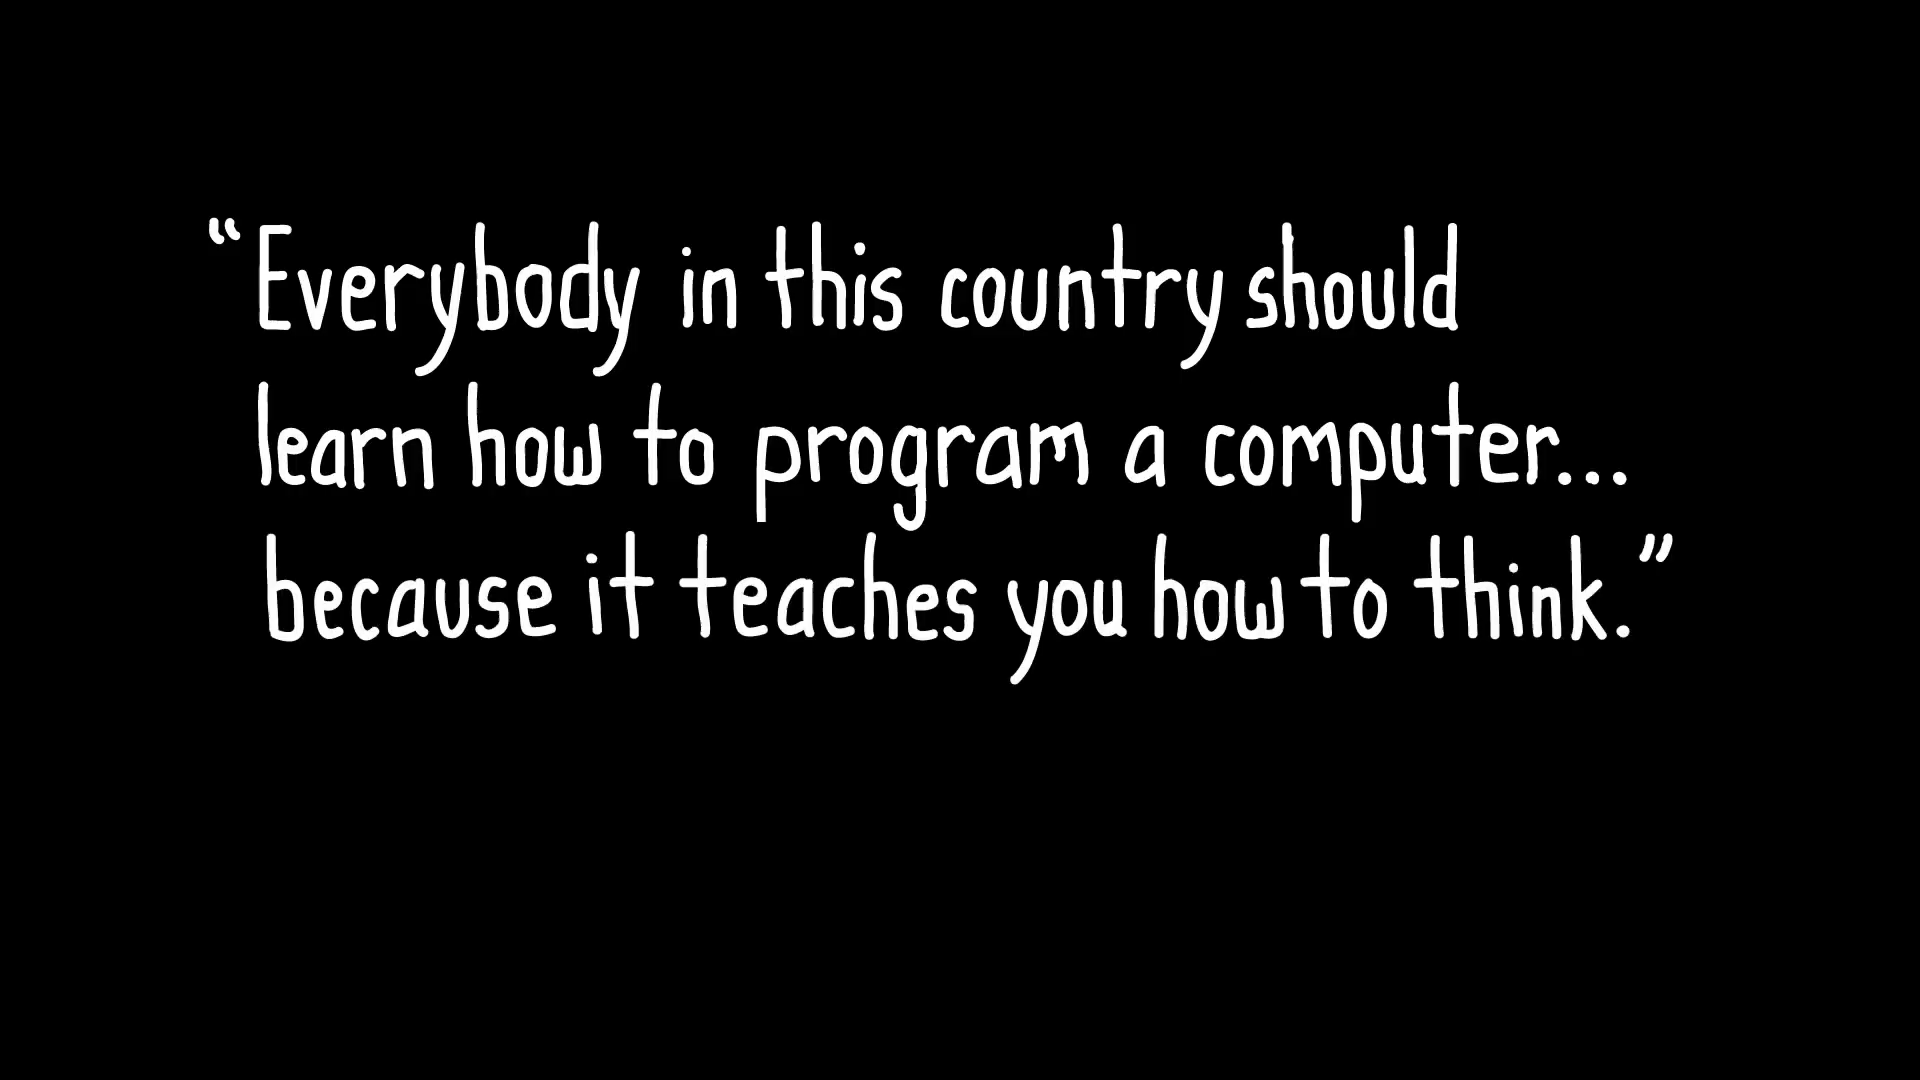 “Everybody in this country should
learn how to program a computer...
because it teaches you how to think.”